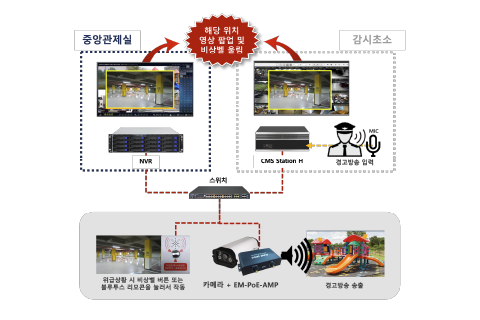 해당 위치
영상 팝업 및
비상벨 울림
중앙관제실
감시초소
NVR
CMS Station H
MIC
경고방송 입력
스위치
위급상황 시 비상벨 버튼 또는
블루투스 리모콘을 눌러서 작동
카메라 + EM-PoE-AMP
경고방송 송출